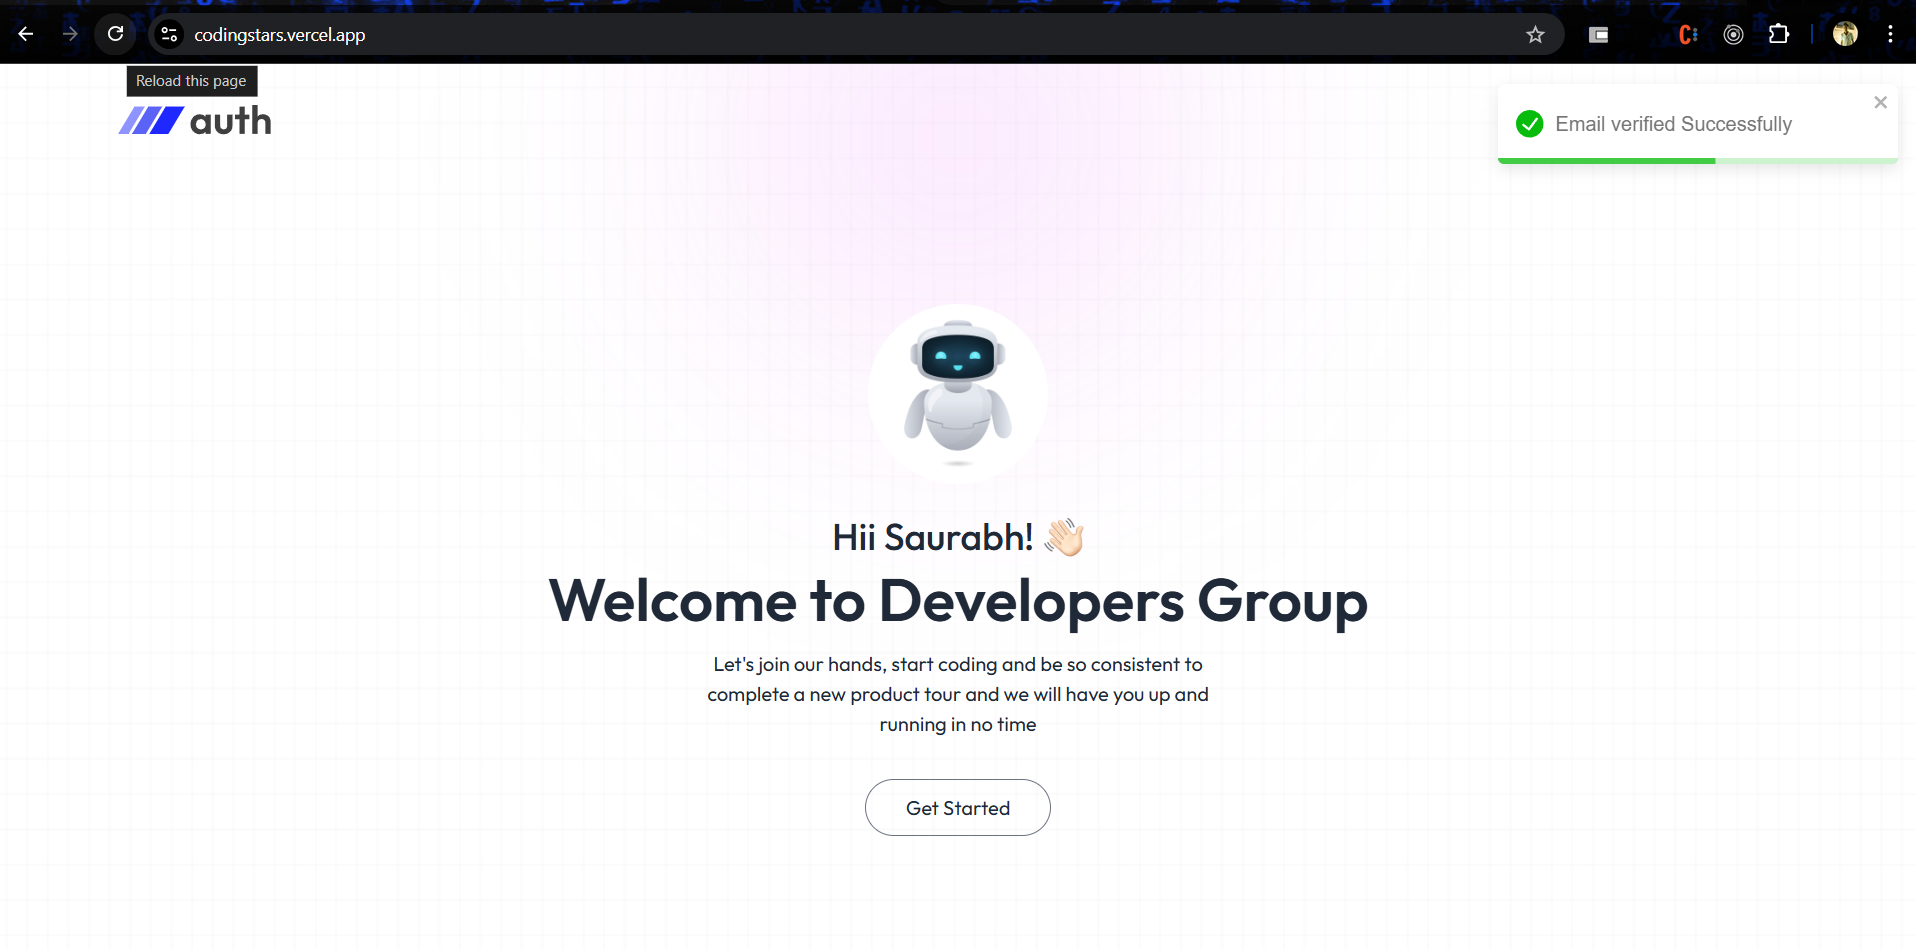 codingstars.vercel.app
Reload this page
auth
Email verified Successfully
Hii Saurabh! 👋🏻
Welcome to Developers Group
Let's join our hands, start coding and be so consistent to
complete a new product tour and we will have you up and
running in no time
Get Started